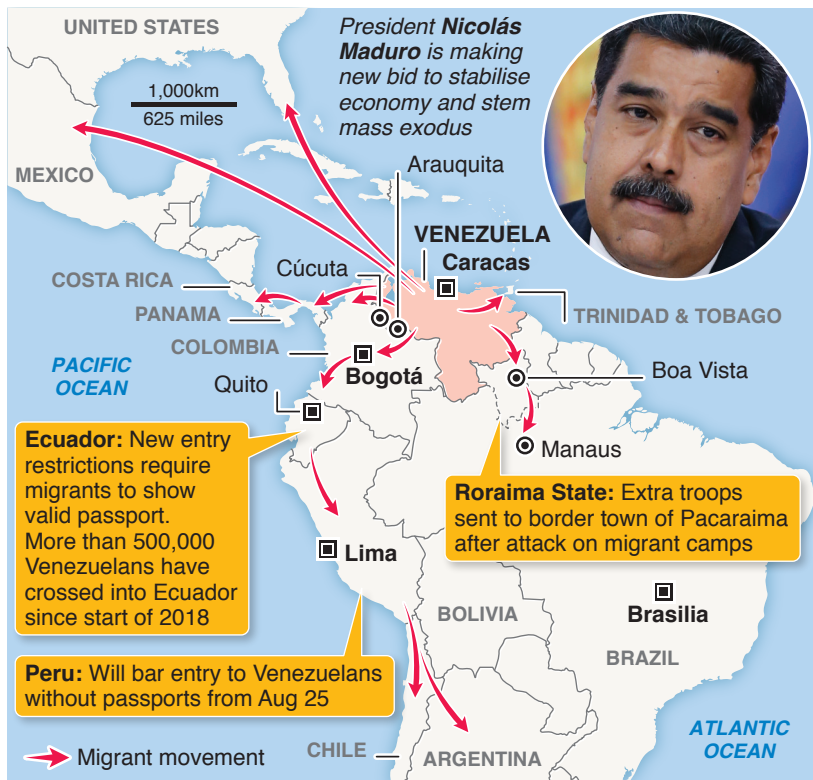 UNITED STATES
President Nicolás
Maduro is making
new bid to stabilise
economy and stem
mass exodus
1,000km
625 miles
MEXICO
Arauquita
VENEZUELA
Caracas
Cúcuta
COSTA RICA
PANAMA
TRINIDAD & TOBAGO
COLOMBIA
PACIFIC
OCEAN
Bogotá
Boa Vista
Quito
Ecuador: New entry
restrictions require
migrants to show
valid passport.
More than 500,000
Venezuelans have
crossed into Ecuador
since start of 2018
Manaus
Roraima State: Extra troops
sent to border town of Pacaraima
after attack on migrant camps
Lima
Brasilia
BOLIVIA
BRAZIL
Peru: Will bar entry to Venezuelans
without passports from Aug 25
Migrant movement
CHILE
ARGENTINA
ATLANTIC
OCEAN